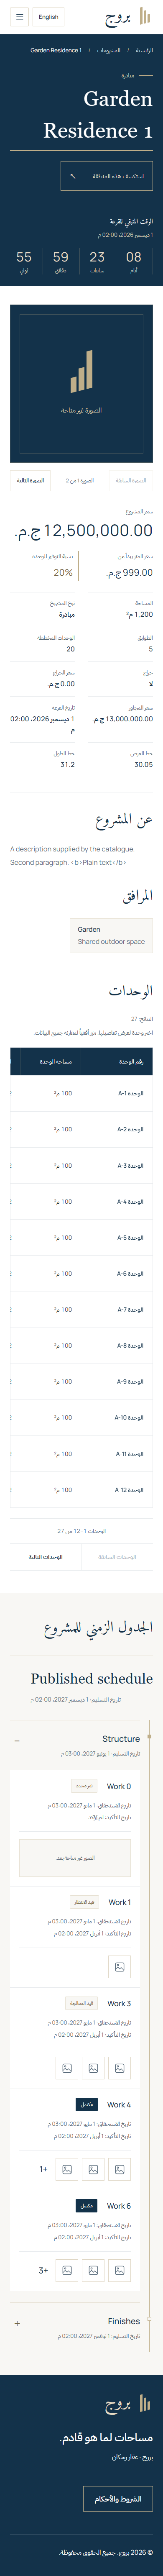 بروج
English
الرئيسية / المشروعات / Garden Residence 1
مبادرة
Garden
Residence 1
استكشف هذه المنطقة
الوقت المتبقي للقرعة
1 ديسمبر 2026، 02:00 م
08 أيام
23 ساعات
59 دقائق
55 ثوانٍ
الصورة غير متاحة
الصورة السابقة
الصورة 1 من 2
الصورة التالية
سعر المشروع
12,500,000.00 ج.م.
سعر المتر يبدأ من
999.00 ج.م.
نسبة التوفير للوحدة
20%
المساحة
1,200 م²
نوع المشروع
مبادرة
الطوابق
5
الوحدات المخططة
20
جراج
لا
سعر الجراج
0.00 ج.م.
سعر المجاور
13,000,000.00 ج.م.
تاريخ القرعة
1 ديسمبر 2026، 02:00
م
خط العرض
30.05
خط الطول
31.2
عن المشروع
A description supplied by the catalogue.
Second paragraph. <b>Plain text</b>
المرافق
Garden
Shared outdoor space
الوحدات
النتائج: 27
اختر وحدة لعرض تفاصيلها. مرّر أفقياً لمقارنة جميع البيانات.
رقم الوحدة
مساحة الوحدة
الوحدة A-1
100 م²
الوحدة A-2
100 م²
الوحدة A-3
100 م²
الوحدة A-4
100 م²
الوحدة A-5
100 م²
الوحدة A-6
100 م²
الوحدة A-7
100 م²
الوحدة A-8
100 م²
الوحدة A-9
100 م²
الوحدة A-10
100 م²
الوحدة A-11
100 م²
الوحدة A-12
100 م²
الوحدات 1–12 من 27
الوحدات السابقة
الوحدات التالية
الجدول الزمني للمشروع
Published schedule
تاريخ التسليم: 1 ديسمبر 2027، 02:00 م
Structure
تاريخ التسليم: 1 يونيو 2027، 03:00 م
Work 0
غير محدد
تاريخ الاستحقاق: 1 مايو 2027، 03:00 م
تاريخ التأكيد: لم يُؤكد
الصور غير متاحة بعد.
Work 1
قيد الانتظار
تاريخ الاستحقاق: 1 مايو 2027، 03:00 م
تاريخ التأكيد: 1 أبريل 2027، 02:00 م
Work 3
قيد المعالجة
تاريخ الاستحقاق: 1 مايو 2027، 03:00 م
تاريخ التأكيد: 1 أبريل 2027، 02:00 م
Work 4
مكتمل
تاريخ الاستحقاق: 1 مايو 2027، 03:00 م
تاريخ التأكيد: 1 أبريل 2027، 02:00 م
+1
Work 6
مكتمل
تاريخ الاستحقاق: 1 مايو 2027، 03:00 م
تاريخ التأكيد: 1 أبريل 2027، 02:00 م
+3
Finishes
تاريخ التسليم: 1 نوفمبر 2027، 02:00 م
بروج
مساحات لما هو قادم.
بروج · عقار ومكان
الشروط والأحكام
© 2026 بروج. جميع الحقوق محفوظة.